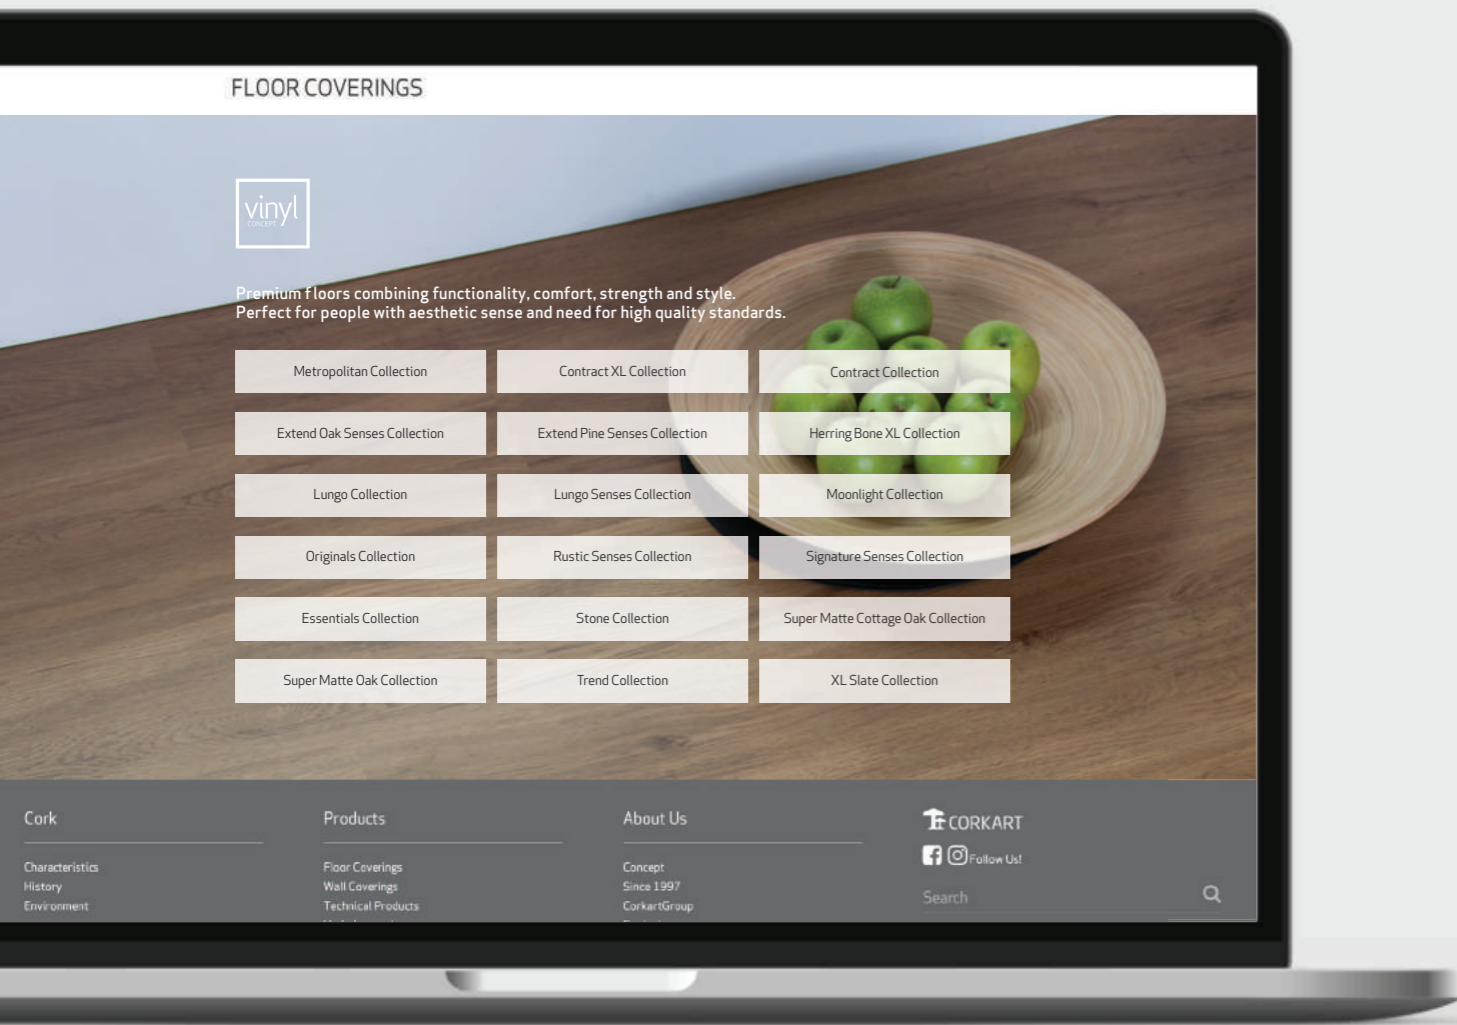 FLOOR COVERINGS
vinyl
CONCEPT
Premium floors combining functionality, comfort, strength and style.
Perfect for people with aesthetic sense and need for high quality standards.
Metropolitan Collection
Contract XL Collection
Contract Collection
Extend Oak Senses Collection
Extend Pine Senses Collection
Herring Bone XL Collection
Lungo Collection
Lungo Senses Collection
Moonlight Collection
Originals Collection
Rustic Senses Collection
Signature Senses Collection
Essentials Collection
Stone Collection
Super Matte Cottage Oak Collection
Super Matte Oak Collection
Trend Collection
XL Slate Collection
Cork
Characteristics
History
Environment
Products
Floor Coverings
Wall Coverings
Technical Products
About Us
Concept
Since 1997
CorkartGroup
CORKART
Follow Us!
Search